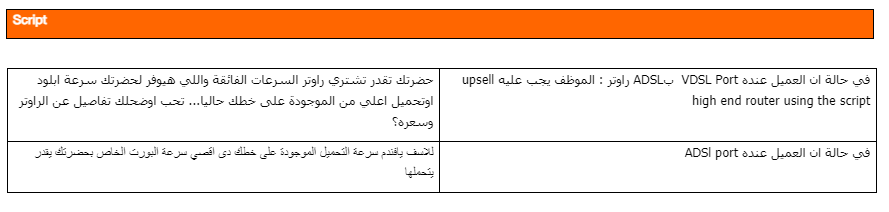 Script
في حالة ان العميل عنده VDSL Port بADSL راوتر : الموظف يجب عليه upsell
high end router using the script
حضرتك تقدر تشتري راوتر السرعات الفائقة واللي هيوفر لحضرتك سرعة ابلود
اوتحميل اعلي من الموجودة على خطك حاليا... تحب اوضحلك تفاصيل عن الراوتر
وسعره؟
في حالة ان العميل عنده ADSl port
للاسف يافندم سرعة التحميل الموجودة على خطك دى اقصي سرعة البورت الخاص بحضرتك يقدر
يتحملها